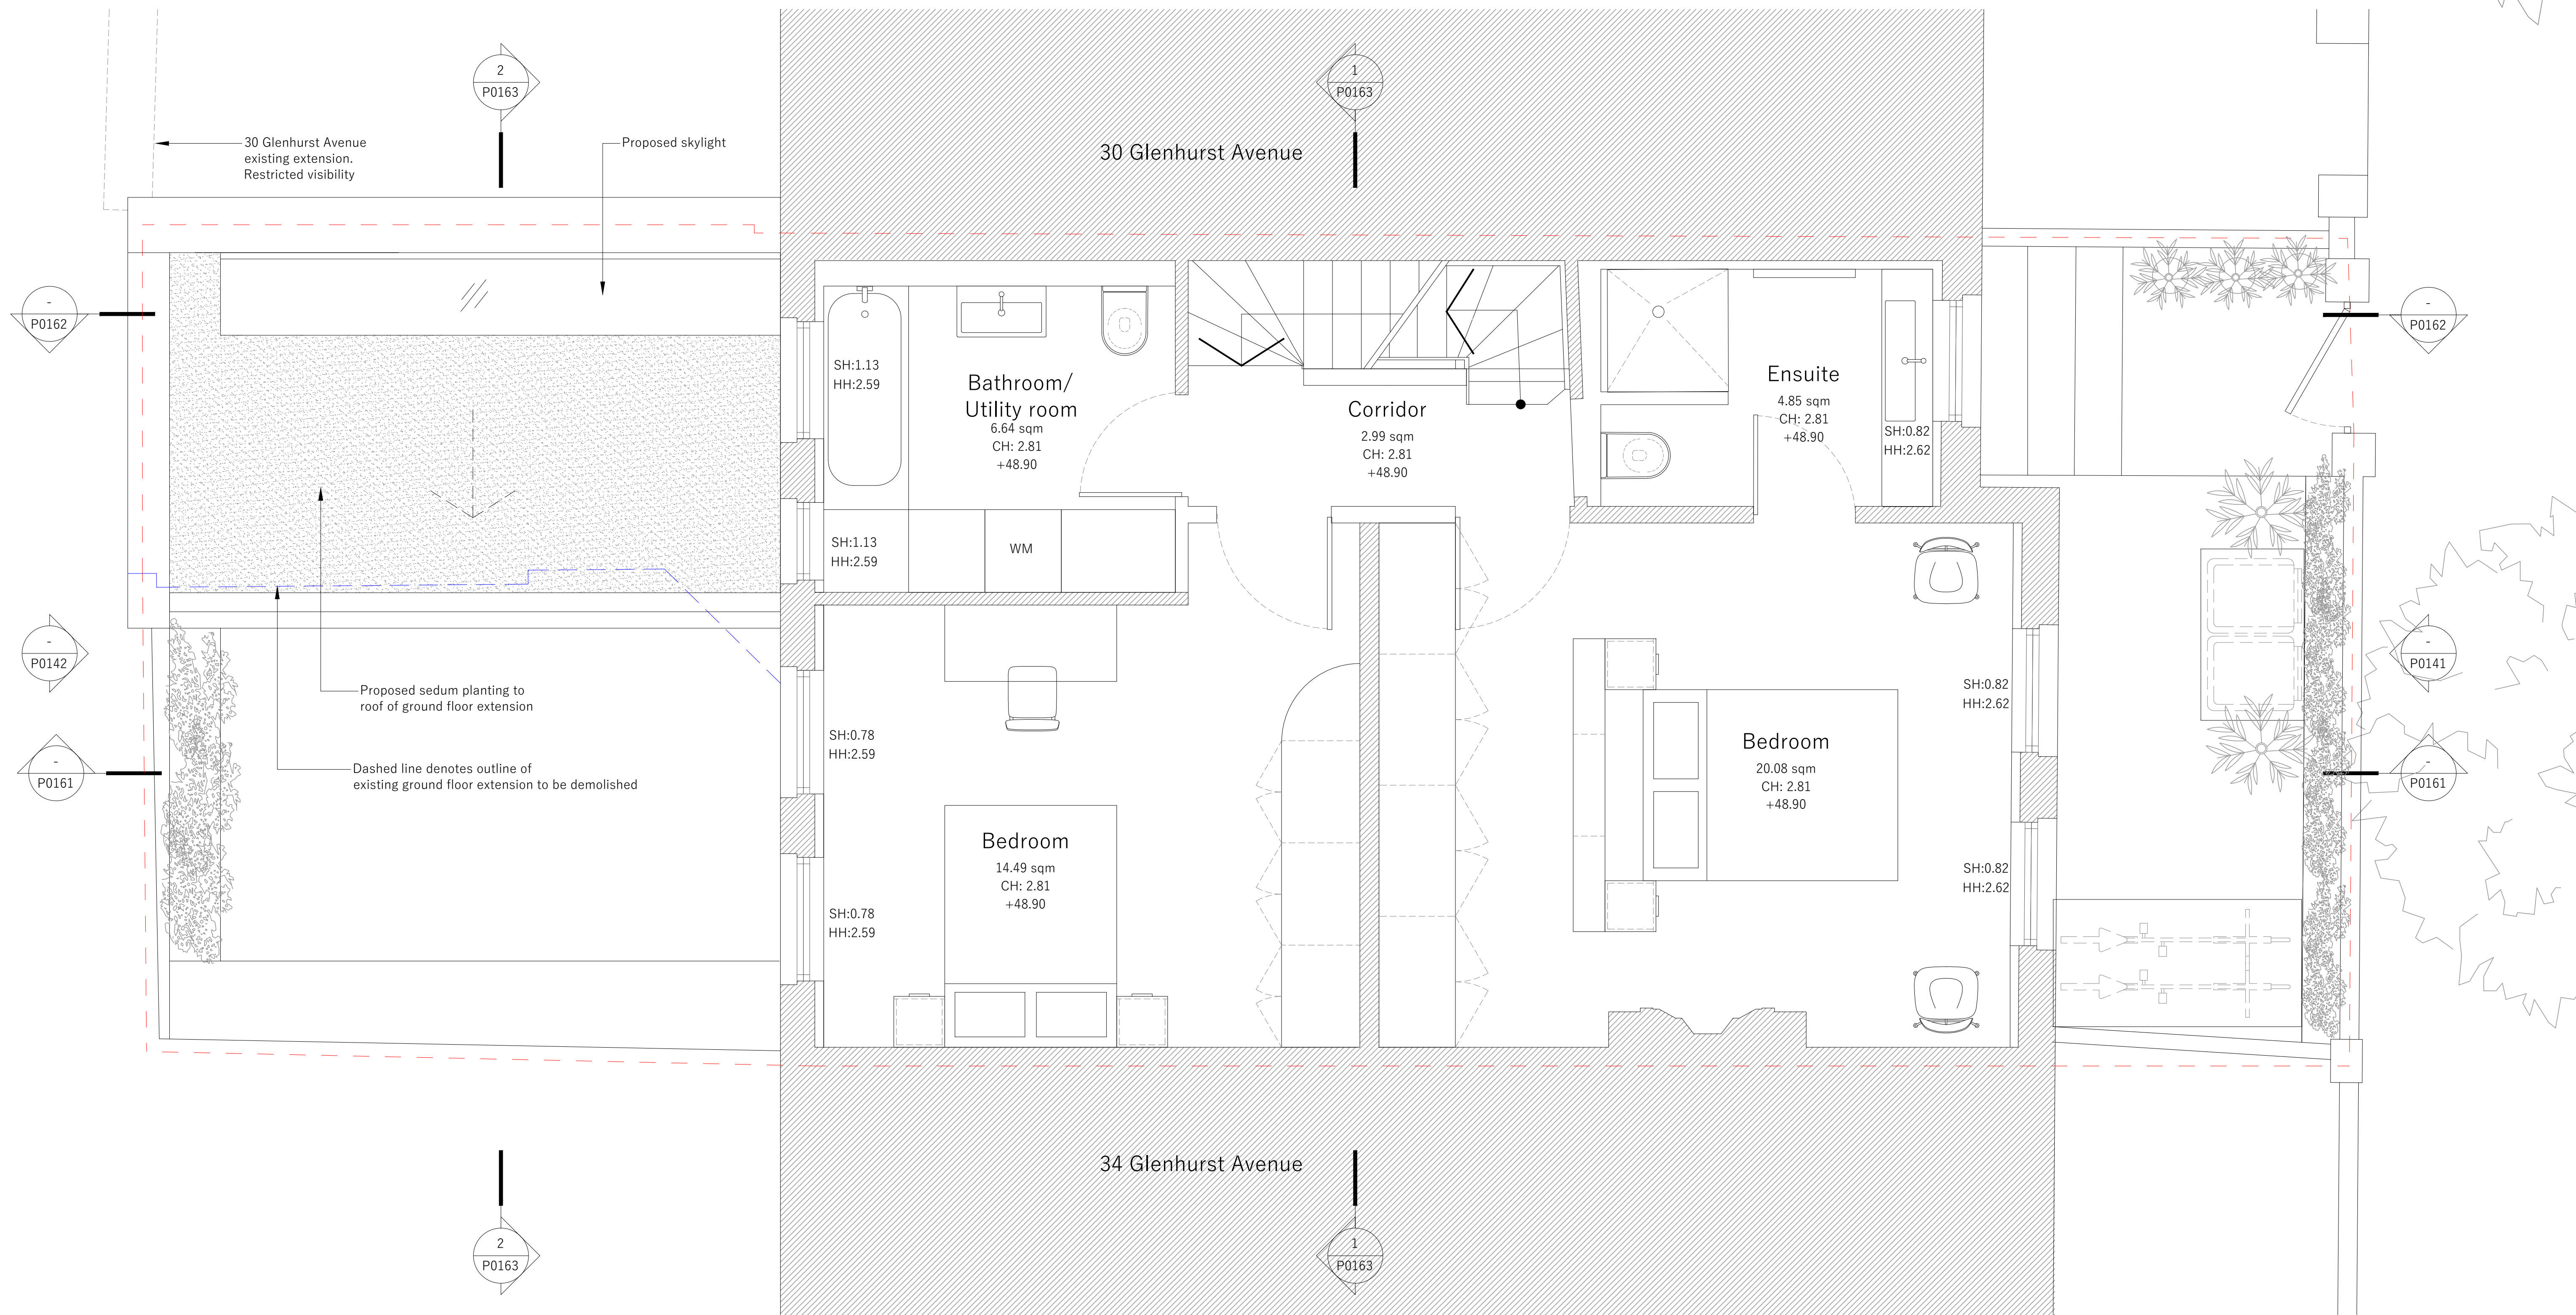 2
P0163
1
P0163
30 Glenhurst Avenue
existing extension.
Restricted visibility
Proposed skylight
30 Glenhurst Avenue
-
P0162
-
P0162
SH:1.13
HH:2.59
Bathroom/
Utility room
6.64 sqm
CH: 2.81
+48.90
Corridor
2.99 sqm
CH: 2.81
+48.90
Ensuite
4.85 sqm
CH: 2.81
+48.90
SH:0.82
HH:2.62
SH:1.13
HH:2.59
WM
-
P0142
-
P0141
Proposed sedum planting to
roof of ground floor extension
SH:0.82
HH:2.62
SH:0.78
HH:2.59
Bedroom
20.08 sqm
CH: 2.81
+48.90
-
P0161
Dashed line denotes outline of
existing ground floor extension to be demolished
-
P0161
Bedroom
14.49 sqm
CH: 2.81
+48.90
SH:0.82
HH:2.62
SH:0.78
HH:2.59
34 Glenhurst Avenue
2
P0163
1
P0163